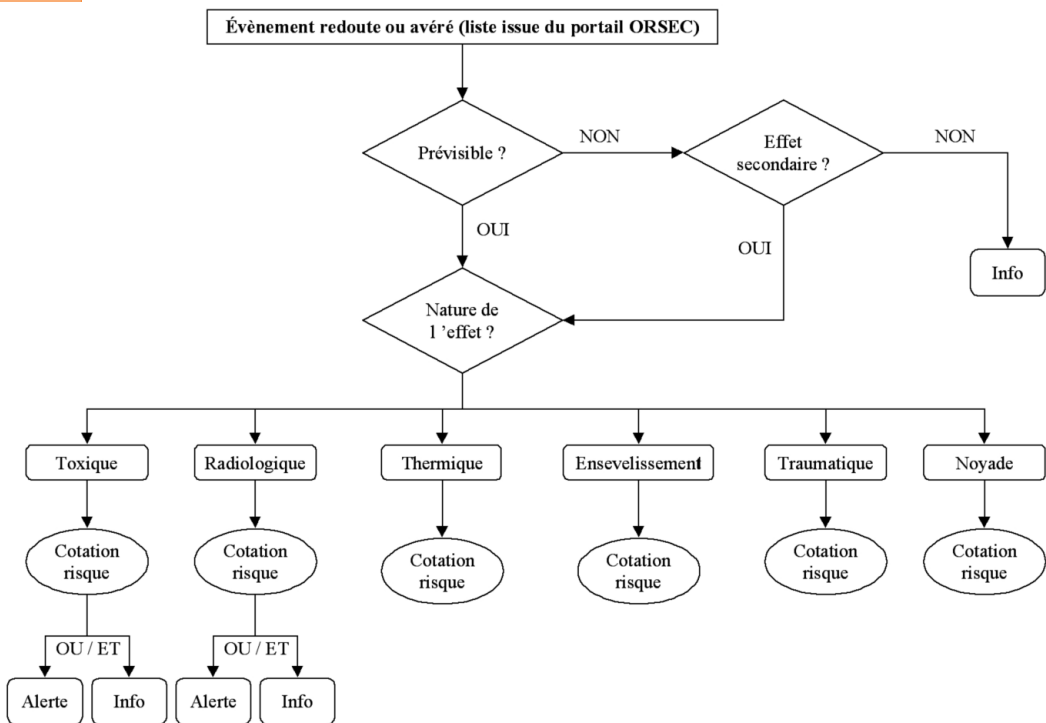 Évènement redoute ou avéré (liste issue du portail ORSEC)
Prévisible ?
NON
Effet
secondaire ?
NON
OUI
OUI
Info
Nature de
l ’effet ?
Toxique
Radiologique
Thermique
Ensevelissement
Traumatique
Noyade
Cotation
risque
Cotation
risque
Cotation
risque
Cotation
risque
Cotation
risque
Cotation
risque
OU / ET
OU / ET
Alerte
Info
Alerte
Info